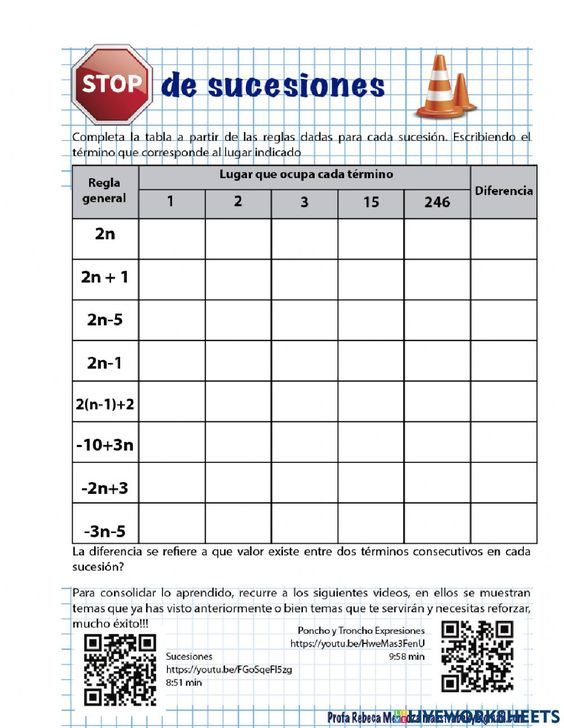 STOP de sucesiones
Completa la tabla a partir de las reglas dadas para cada sucesión. Escribiendo el
término que corresponde al lugar indicado
Regla general
Lugar que ocupa cada término
Diferencia
1 2 3 15 246
2n
2n + 1
2n-5
2n-1
2(n-1)+2
-10+3n
-2n+3
-3n-5
La diferencia se refiere a que valor existe entre dos términos consecutivos en cada
sucesión?
Para consolidar lo aprendido, recurre a los siguientes videos, en ellos se muestran
temas que ya has visto anteriormente o bien temas que te servirán y necesitas reforzar,
mucho éxito!!!
Sucesiones
https://youtu.be/FGoSqeFl5zg
8:51 min
Poncho y Troncho Expresiones
https://youtu.be/HweMas3FenU
9:58 min
Profa Rebeca
LIVEWORKSHEETS